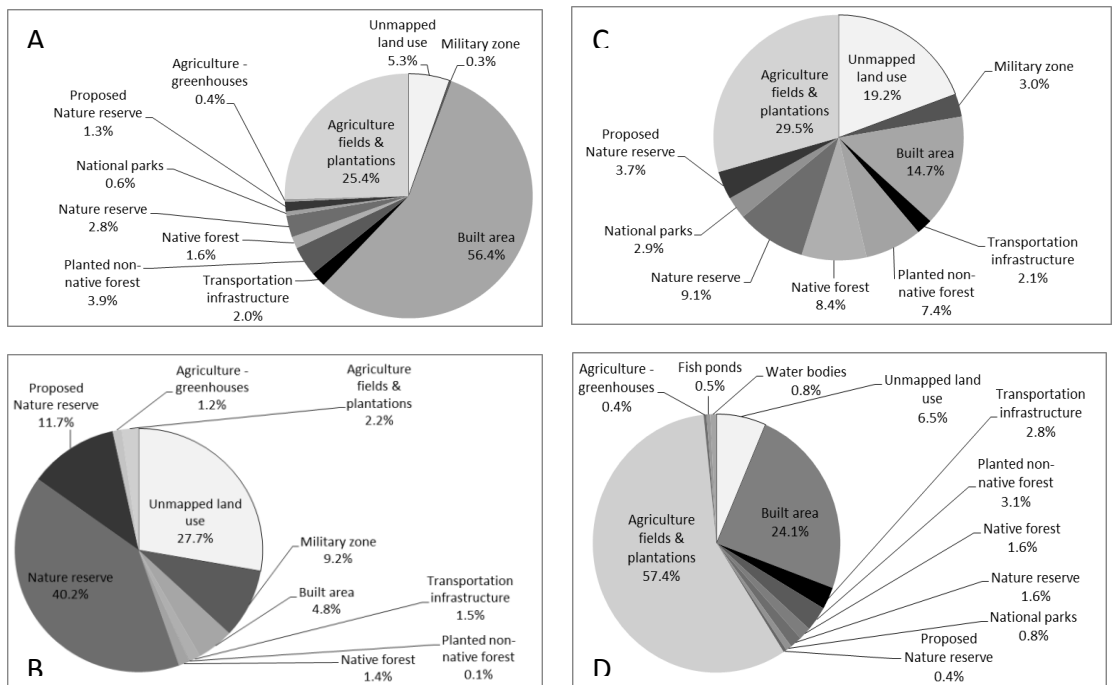 A
Unmapped
land use
5.3%
Military zone
0.3%
Agriculture -
greenhouses
0.4%
Proposed
Nature reserve
1.3%
National parks
0.6%
Nature reserve
2.8%
Native forest
1.6%
Planted non-
native forest
3.9%
Transportation
infrastructure
2.0%
Agriculture
fields &
plantations
25.4%
Built area
56.4%
C
Agriculture
fields &
plantations
29.5%
Unmapped
land use
19.2%
Military zone
3.0%
Built area
14.7%
Proposed
Nature reserve
3.7%
National parks
2.9%
Nature reserve
9.1%
Native forest
8.4%
Planted non-
native forest
7.4%
Transportation
infrastructure
2.1%
Proposed
Nature reserve
11.7%
Agriculture -
greenhouses
1.2%
Agriculture
fields &
plantations
2.2%
Unmapped land
use
27.7%
Military zone
9.2%
Nature reserve
40.2%
Built area
4.8%
Transportation
infrastructure
1.5%
Planted non-
native forest
0.1%
Native forest
1.4%
B
Agriculture -
greenhouses
0.4%
Fish ponds
0.5%
Water bodies
0.8%
Unmapped land
use
6.5%
Transportation
infrastructure
2.8%
Planted non-
native forest
3.1%
Built area
24.1%
Agriculture
fields &
plantations
57.4%
Native forest
1.6%
Nature reserve
1.6%
National parks
0.8%
Proposed
Nature reserve
0.4%
D